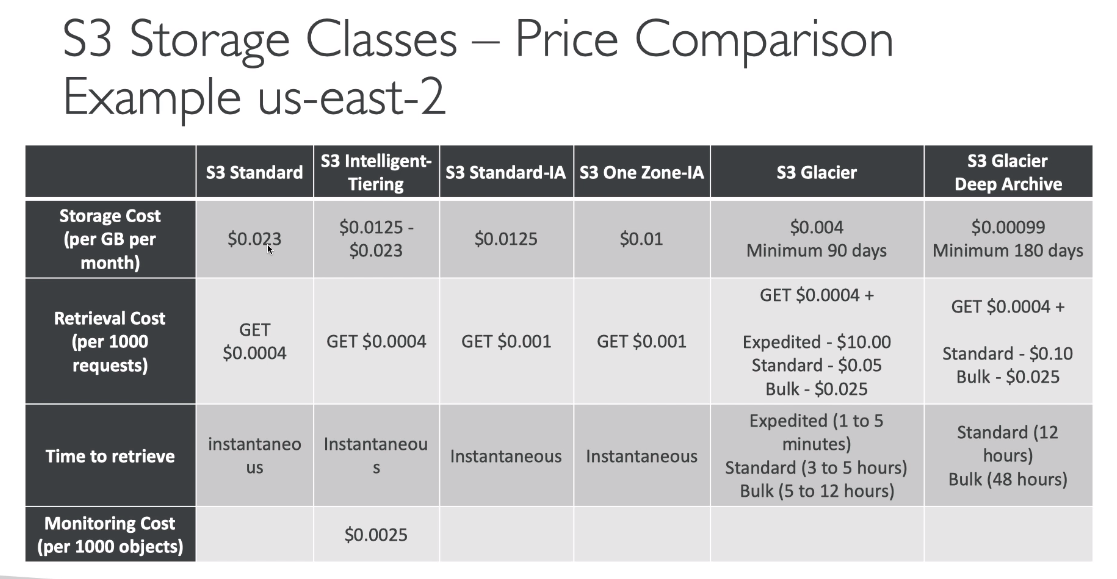 S3 Storage Classes – Price Comparison
Example us-east-2
S3 Standard
S3 Intelligent-
Tiering
S3 Standard-IA
S3 One Zone-IA
S3 Glacier
S3 Glacier
Deep Archive
Storage Cost
(per GB per
month)
$0.023
$0.0125 -
$0.023
$0.0125
$0.01
$0.004
Minimum 90 days
$0.00099
Minimum 180 days
Retrieval Cost
(per 1000
requests)
GET
$0.0004
GET $0.0004
GET $0.001
GET $0.001
GET $0.0004 +
Expedited - $10.00
Standard - $0.05
Bulk - $0.025
GET $0.0004 +
Standard - $0.10
Bulk - $0.025
Time to retrieve
instantaneo
us
Instantaneou
s
Instantaneous
Instantaneous
Expedited (1 to 5
minutes)
Standard (3 to 5 hours)
Bulk (5 to 12 hours)
Standard (12
hours)
Bulk (48 hours)
Monitoring Cost
(per 1000 objects)
$0.0025